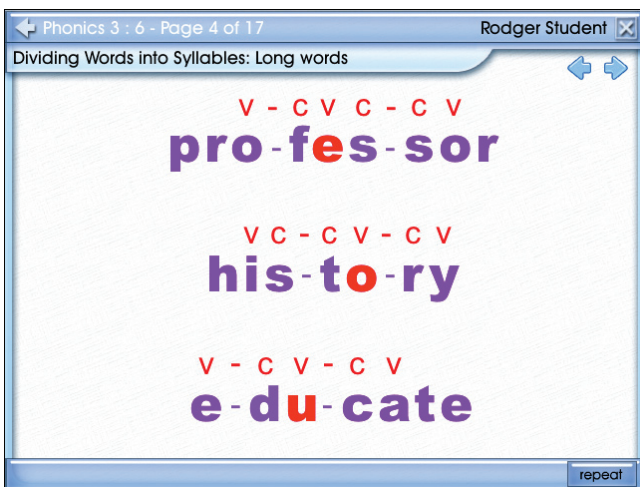 Phonics 3 : 6 - Page 4 of 17 Rodger Student
Dividing Words into Syllables: Long words
V - C V C - C V
pro-fes-sor
V C - C V - C V
his-to-ry
V - C V - C V
e-du-cate
repeat